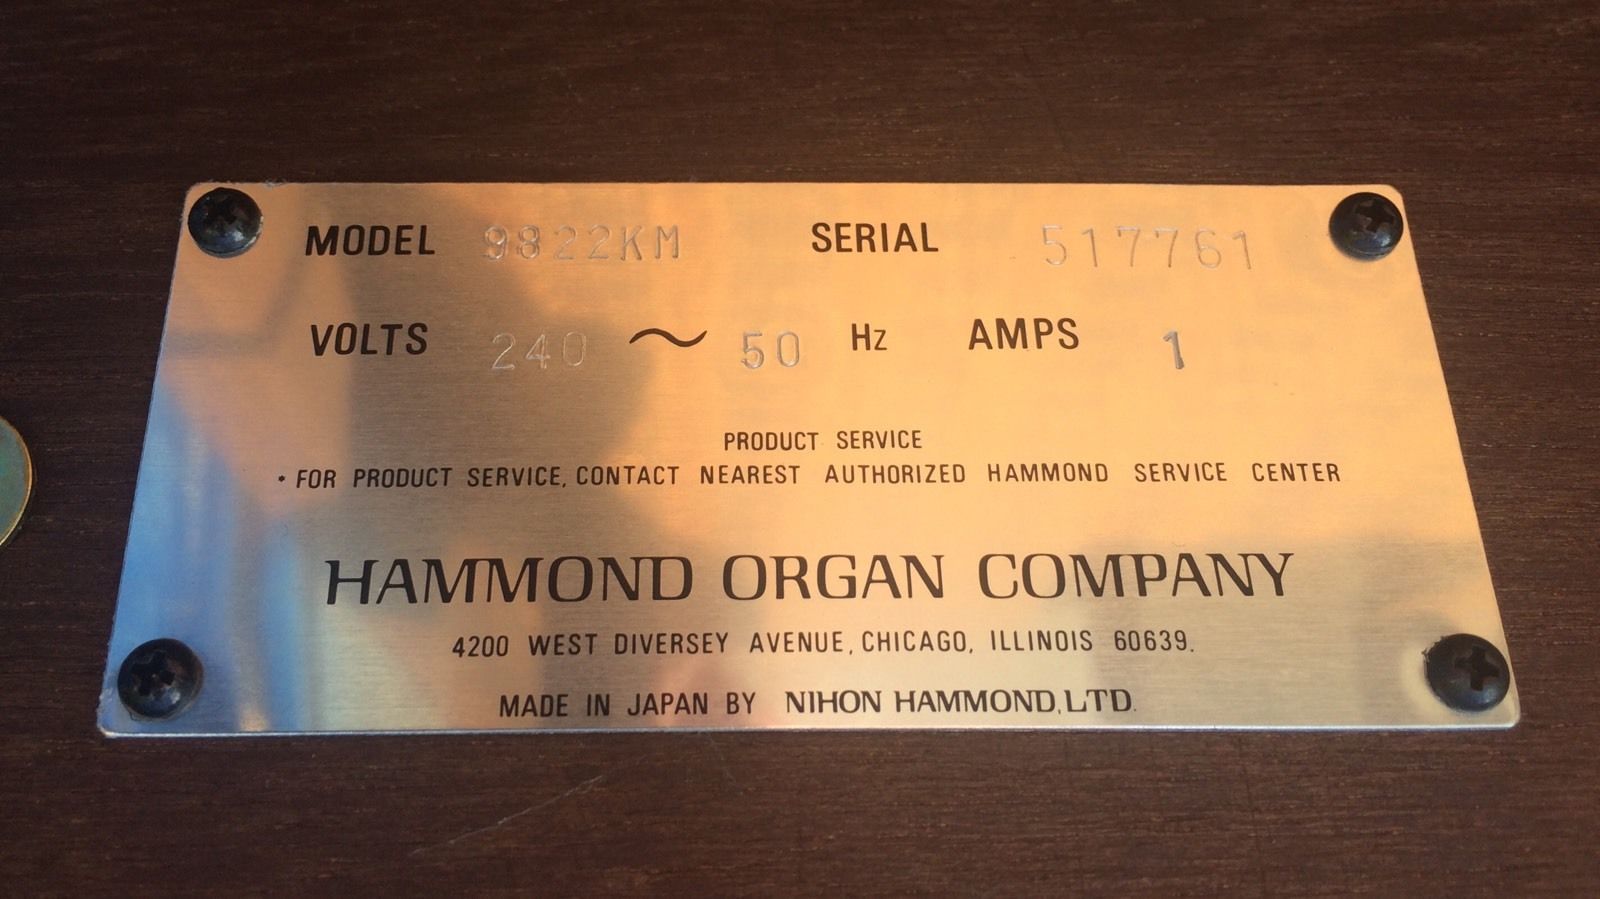 MODEL 9822KM SERIAL 517761
VOLTS 240 ~ 50 Hz AMPS 1
PRODUCT SERVICE
• FOR PRODUCT SERVICE, CONTACT NEAREST AUTHORIZED HAMMOND SERVICE CENTER
HAMMOND ORGAN COMPANY
4200 WEST DIVERSEY AVENUE, CHICAGO, ILLINOIS 60639.
MADE IN JAPAN BY NIHON HAMMOND, LTD.